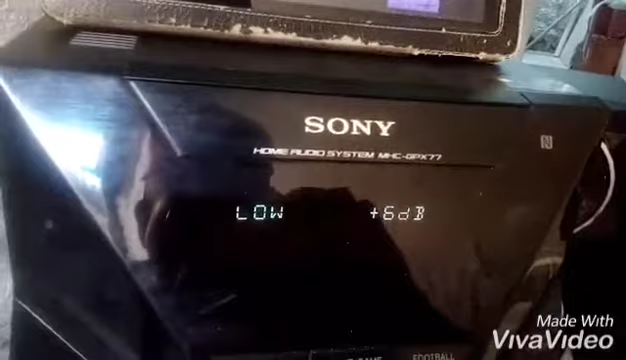 SONY
HOME AUDIO SYSTEM MHC-GPX77
LOW +6dB
FOOTBALL
Made With
VivaVideo